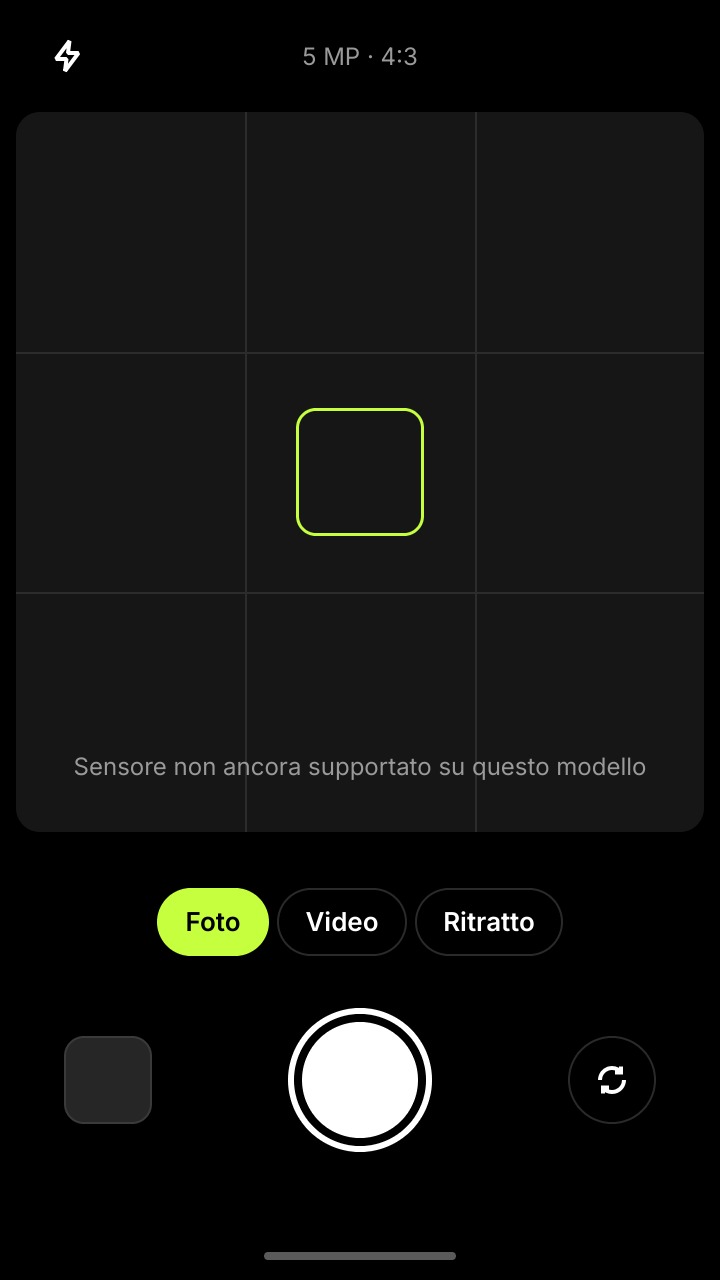 5 MP · 4:3
Sensore non ancora supportato su questo modello
Foto
Video
Ritratto